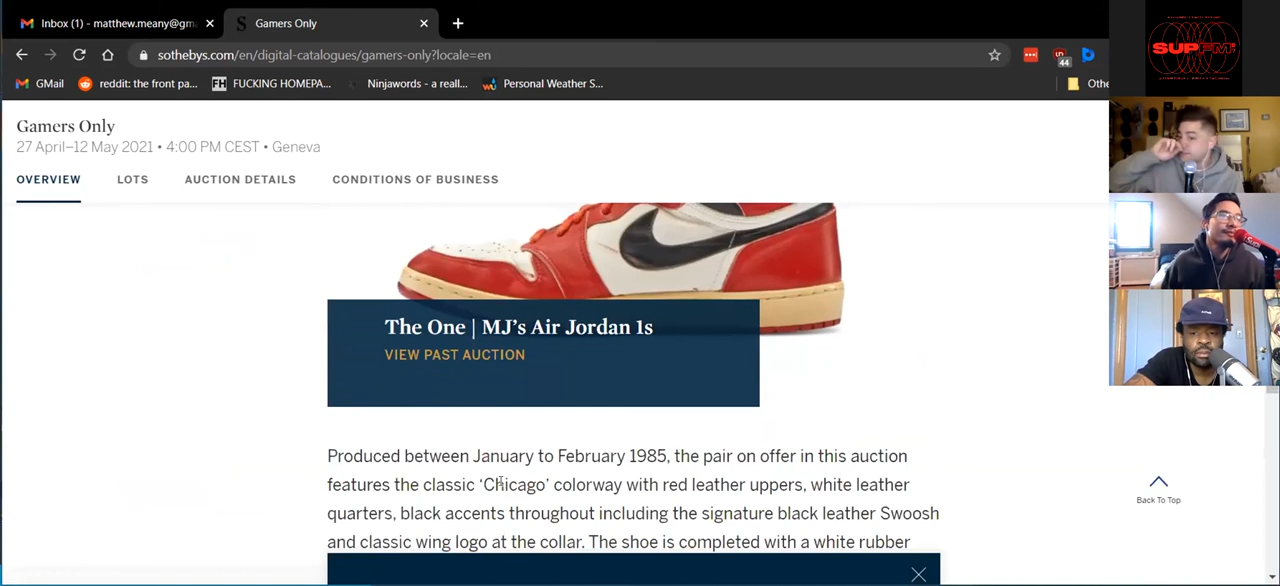 Inbox (1) - matthew.meany@gm
Gamers Only
sothebys.com/en/digital-catalogues/gamers-only?locale=en
44
GMail
reddit: the front pa...
FH
FUCKING HOMEPA...
Ninjawords - a reall...
Personal Weather S...
Othe
SUPFM
Gamers Only
27 April–12 May 2021 • 4:00 PM CEST • Geneva
OVERVIEW LOTS AUCTION DETAILS CONDITIONS OF BUSINESS
The One | MJ's Air Jordan 1s
VIEW PAST AUCTION
Produced between January to February 1985, the pair on offer in this auction
features the classic ‘Chicago’ colorway with red leather uppers, white leather
quarters, black accents throughout including the signature black leather Swoosh
and classic wing logo at the collar. The shoe is completed with a white rubber
Back To Top